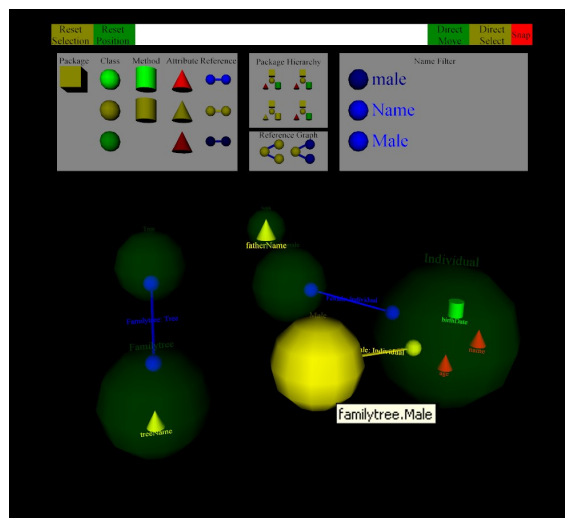 Reset Selection
Reset Position
Direct Move
Direct Select
Snap
Package Class Method Attribute Reference
Package Hierarchy
Reference Graph
Name Filter
male
Name
Male
fatherName
Individual
Male
Familytree
birthDate
name
age
treeName
familytree.Male